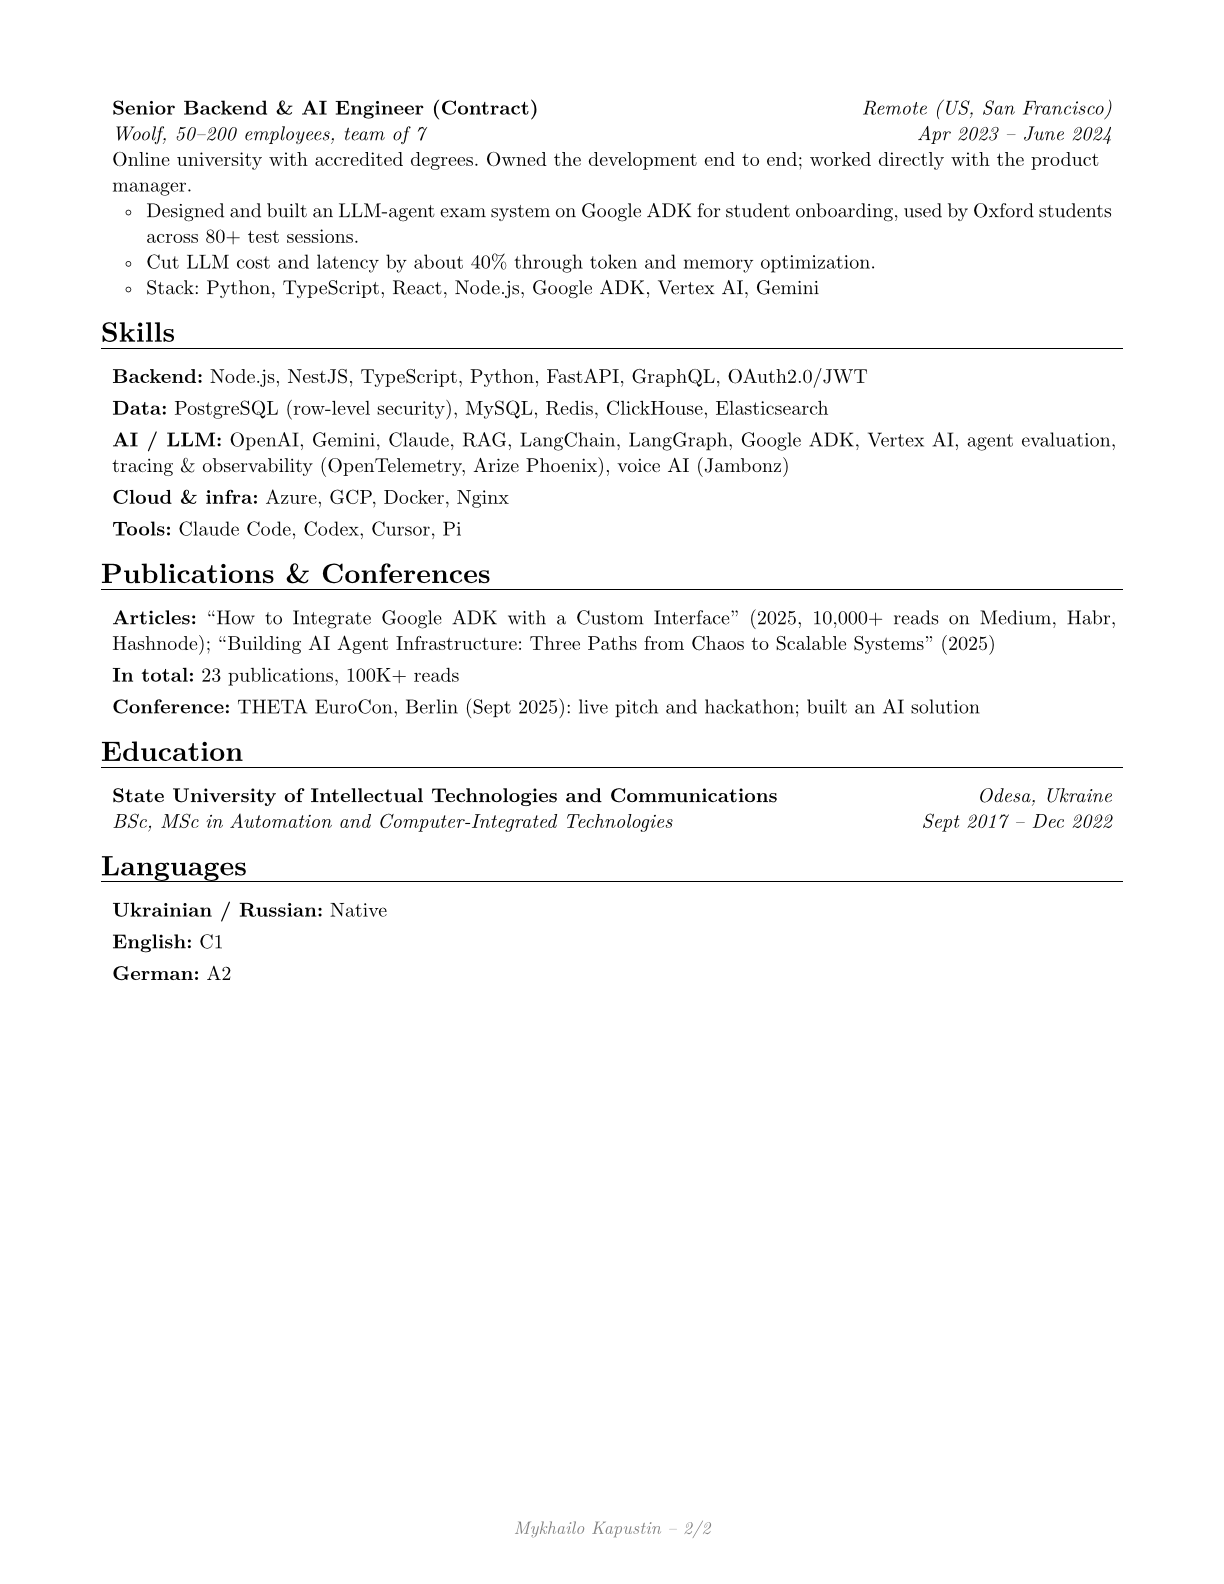 Senior Backend & AI Engineer (Contract) Remote (US, San Francisco)
Woolf, 50–200 employees, team of 7 Apr 2023 – June 2024
Online university with accredited degrees. Owned the development end to end; worked directly with the product
manager.
◦ Designed and built an LLM-agent exam system on Google ADK for student onboarding, used by Oxford students
across 80+ test sessions.
◦ Cut LLM cost and latency by about 40% through token and memory optimization.
◦ Stack: Python, TypeScript, React, Node.js, Google ADK, Vertex AI, Gemini
Skills
Backend: Node.js, NestJS, TypeScript, Python, FastAPI, GraphQL, OAuth2.0/JWT
Data: PostgreSQL (row-level security), MySQL, Redis, ClickHouse, Elasticsearch
AI / LLM: OpenAI, Gemini, Claude, RAG, LangChain, LangGraph, Google ADK, Vertex AI, agent evaluation,
tracing & observability (OpenTelemetry, Arize Phoenix), voice AI (Jambonz)
Cloud & infra: Azure, GCP, Docker, Nginx
Tools: Claude Code, Codex, Cursor, Pi
Publications & Conferences
Articles: “How to Integrate Google ADK with a Custom Interface” (2025, 10,000+ reads on Medium, Habr,
Hashnode); “Building AI Agent Infrastructure: Three Paths from Chaos to Scalable Systems” (2025)
In total: 23 publications, 100K+ reads
Conference: THETA EuroCon, Berlin (Sept 2025): live pitch and hackathon; built an AI solution
Education
State University of Intellectual Technologies and Communications Odesa, Ukraine
BSc, MSc in Automation and Computer-Integrated Technologies Sept 2017 – Dec 2022
Languages
Ukrainian / Russian: Native
English: C1
German: A2
Mykhailo Kapustin – 2/2